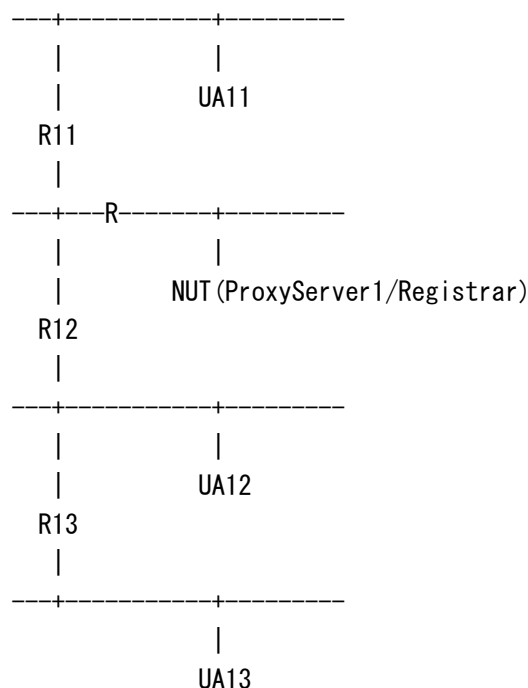 UA11
R11
R
NUT(ProxyServer1/Registrar)
R12
UA12
R13
UA13